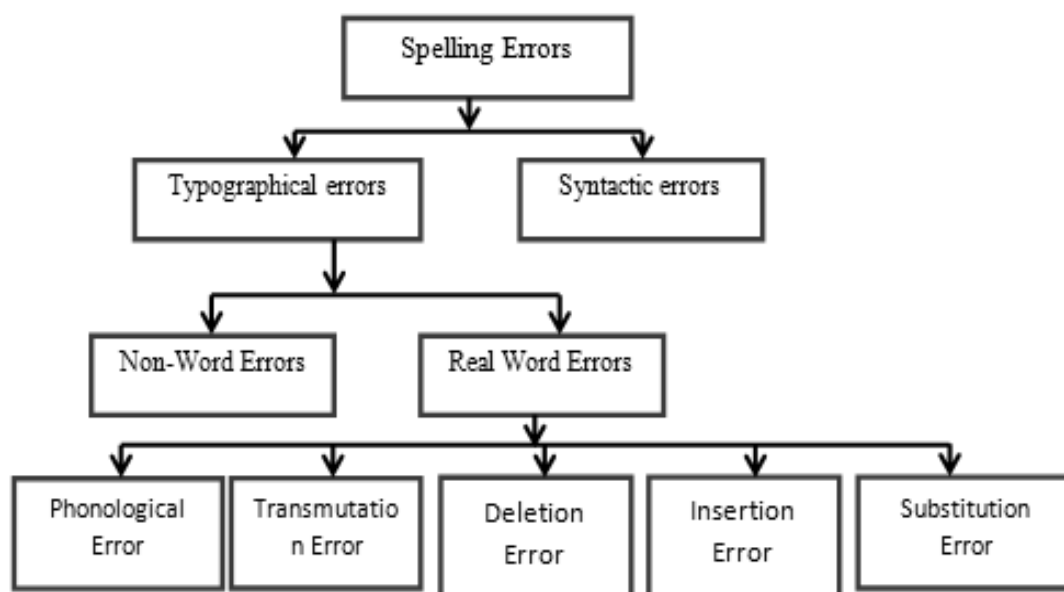 Spelling Errors
Typographical errors
Syntactic errors
Non-Word Errors
Real Word Errors
Phonological
Error
Transmutatio
n Error
Deletion
Error
Insertion
Error
Substitution
Error